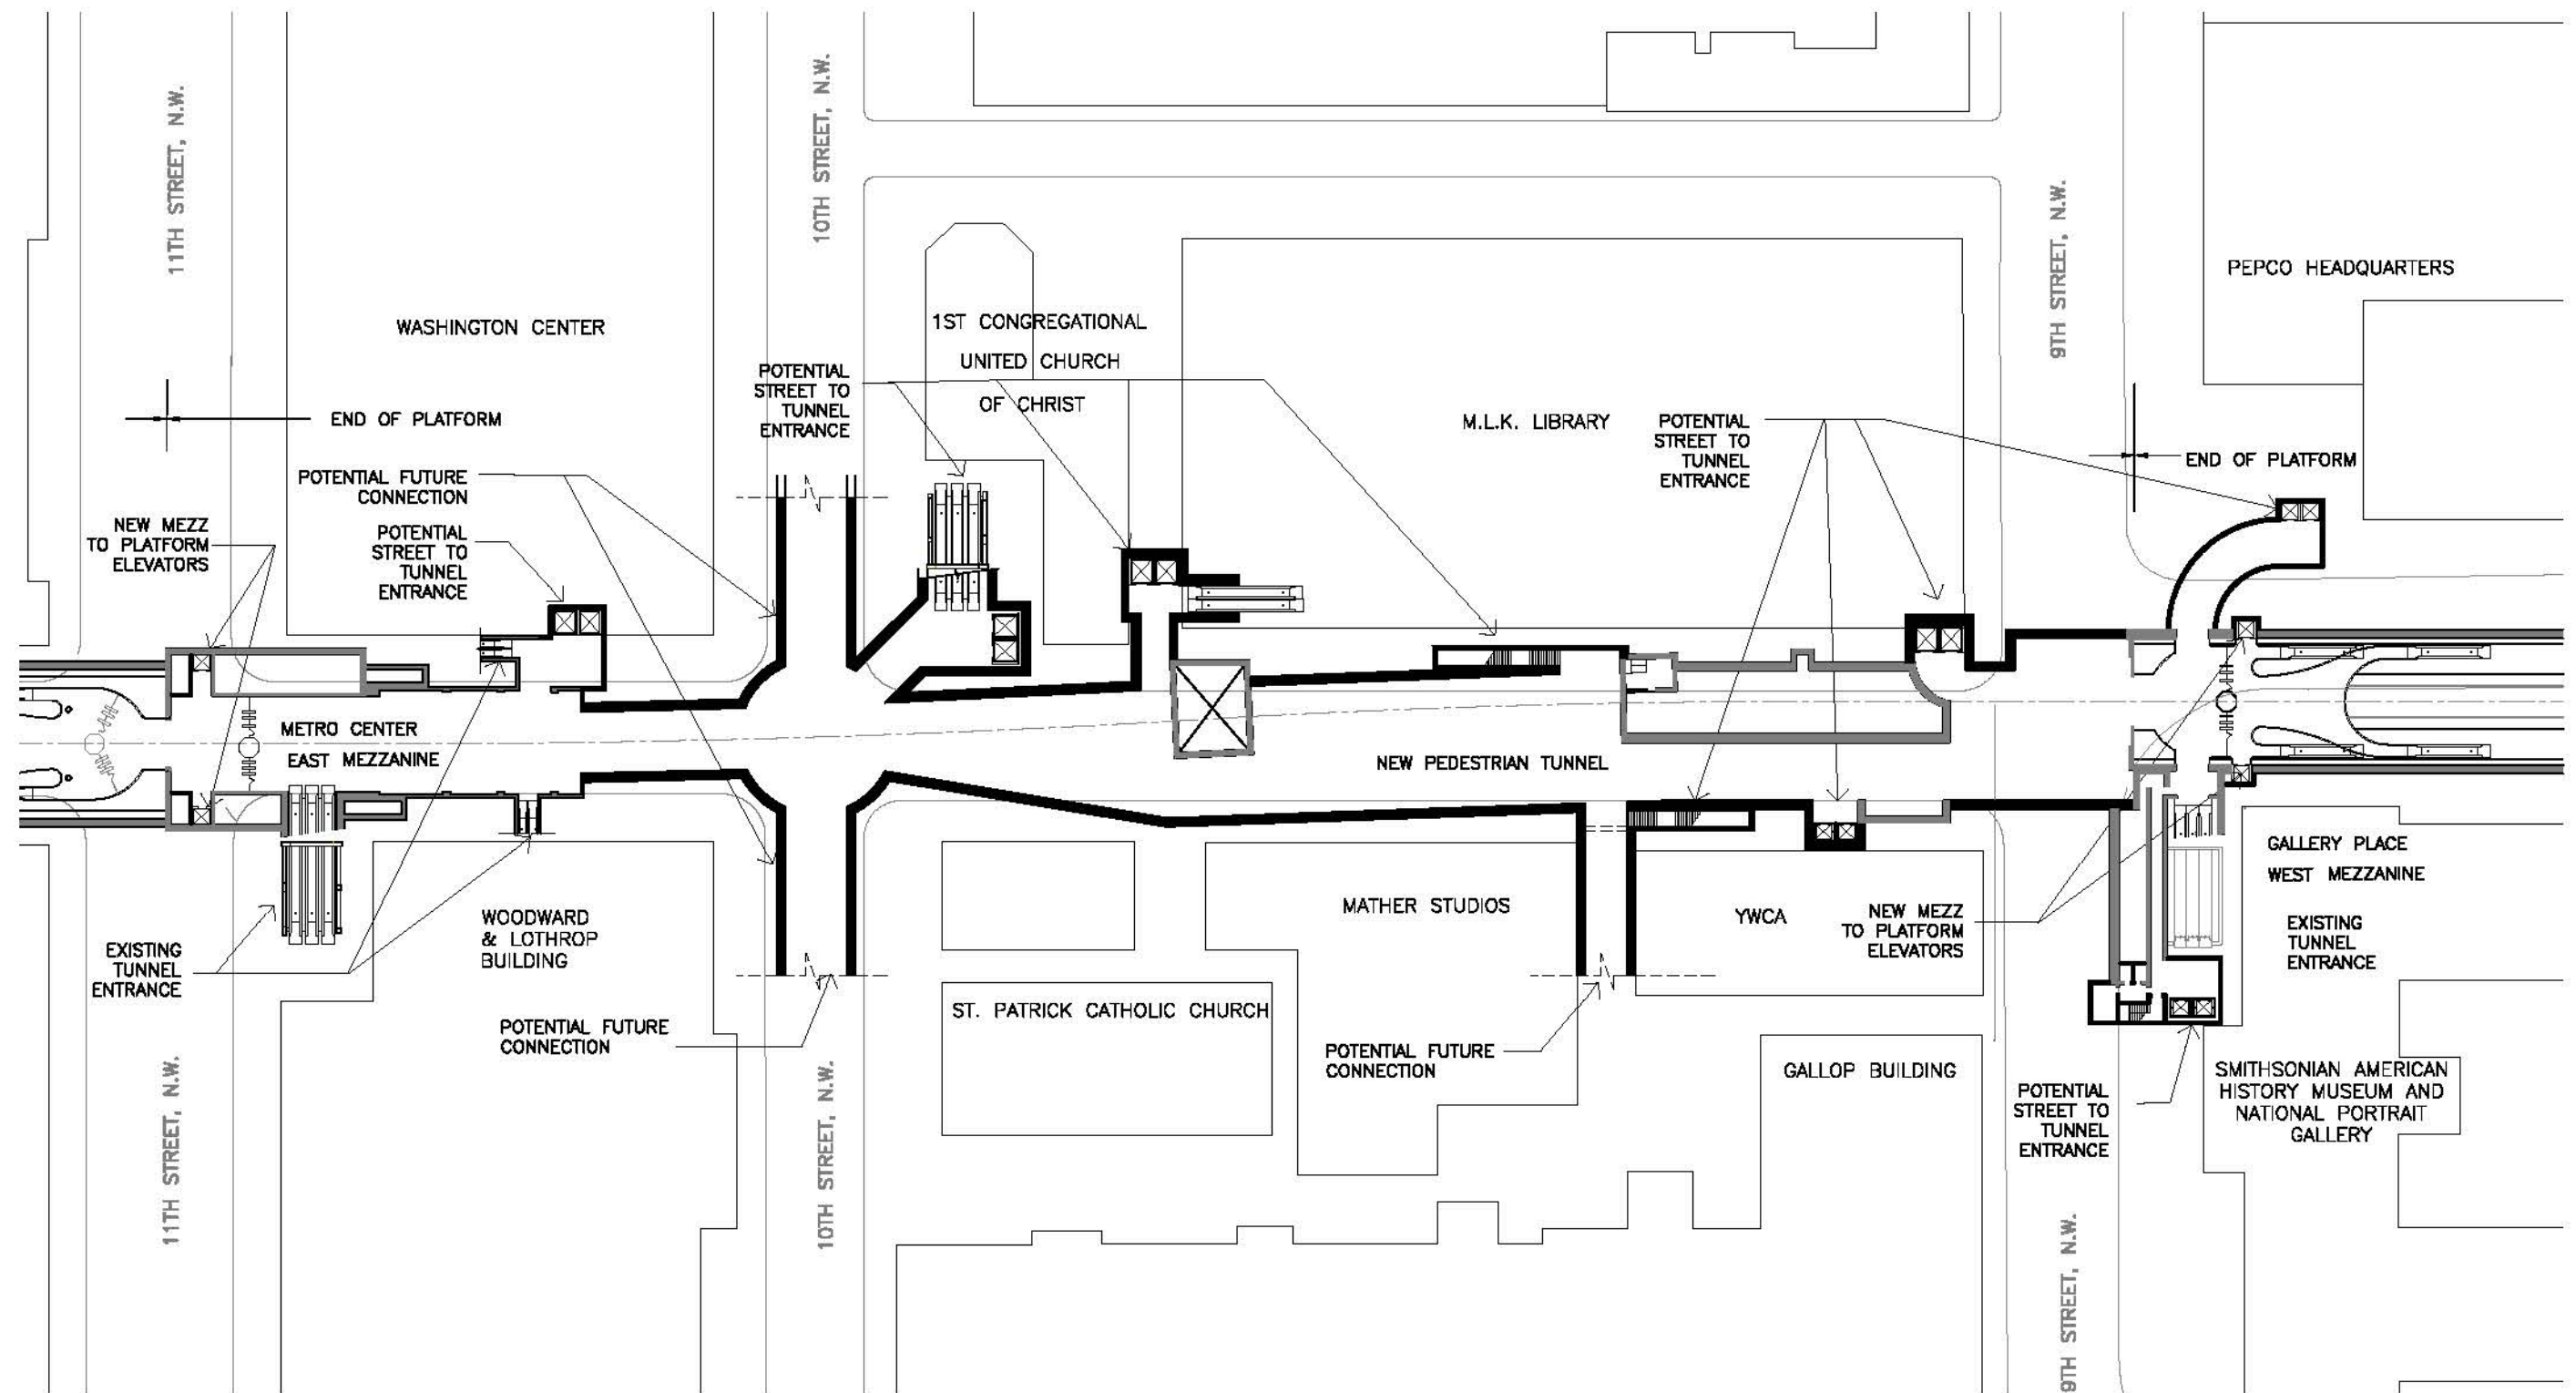 11TH STREET, N.W.
10TH STREET, N.W.
9TH STREET, N.W.
PEPCO HEADQUARTERS
WASHINGTON CENTER
1ST CONGREGATIONAL
UNITED CHURCH
OF CHRIST
POTENTIAL
STREET TO
TUNNEL
ENTRANCE
END OF PLATFORM
M.L.K. LIBRARY
POTENTIAL
STREET TO
TUNNEL
ENTRANCE
END OF PLATFORM
POTENTIAL FUTURE
CONNECTION
NEW MEZZ
TO PLATFORM
ELEVATORS
POTENTIAL
STREET TO
TUNNEL
ENTRANCE
METRO CENTER
EAST MEZZANINE
NEW PEDESTRIAN TUNNEL
GALLERY PLACE
WEST MEZZANINE
EXISTING
TUNNEL
ENTRANCE
EXISTING
TUNNEL
ENTRANCE
WOODWARD
& LOTHROP
BUILDING
MATHER STUDIOS
YWCA
NEW MEZZ
TO PLATFORM
ELEVATORS
POTENTIAL FUTURE
CONNECTION
ST. PATRICK CATHOLIC CHURCH
POTENTIAL FUTURE
CONNECTION
GALLOP BUILDING
POTENTIAL
STREET TO
TUNNEL
ENTRANCE
SMITHSONIAN AMERICAN
HISTORY MUSEUM AND
NATIONAL PORTRAIT
GALLERY
11TH STREET, N.W.
10TH STREET, N.W.
9TH STREET, N.W.